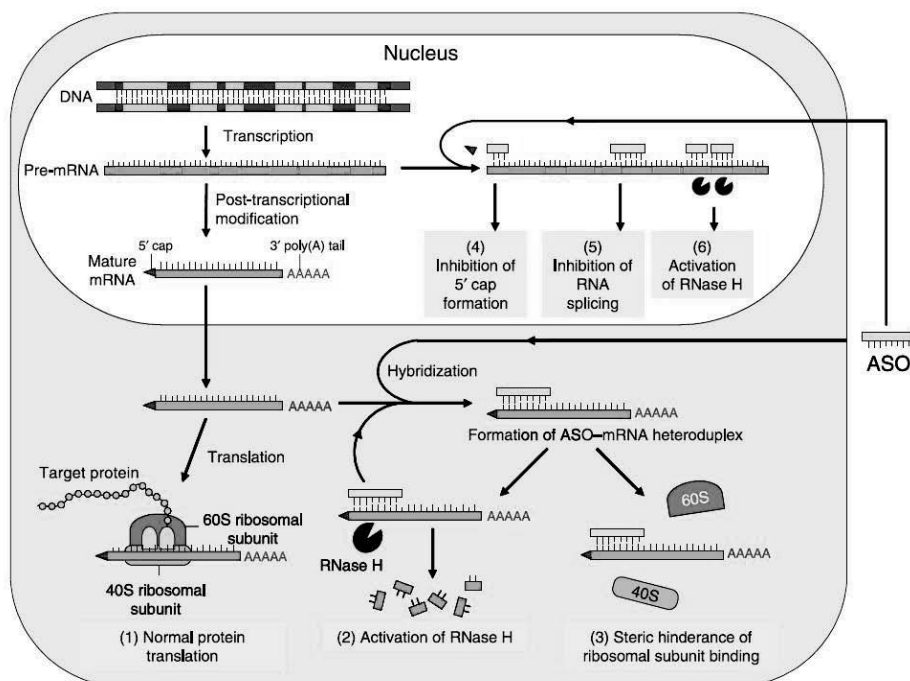 Nucleus
DNA
Transcription
Pre-mRNA
Post-transcriptional
modification
5′ cap
3′ poly(A) tail
Mature
mRNA
AAAAA
(4)
Inhibition of
5′ cap
formation
(5)
Inhibition of
RNA
splicing
(6)
Activation
of RNase H
ASO
Hybridization
AAAAA
AAAAA
Formation of ASO–mRNA heteroduplex
Translation
Target protein
60S ribosomal
subunit
AAAAA
40S ribosomal
subunit
(1) Normal protein
translation
AAAAA
RNase H
(2) Activation of RNase H
60S
AAAAA
40S
(3) Steric hinderance of
ribosomal subunit binding